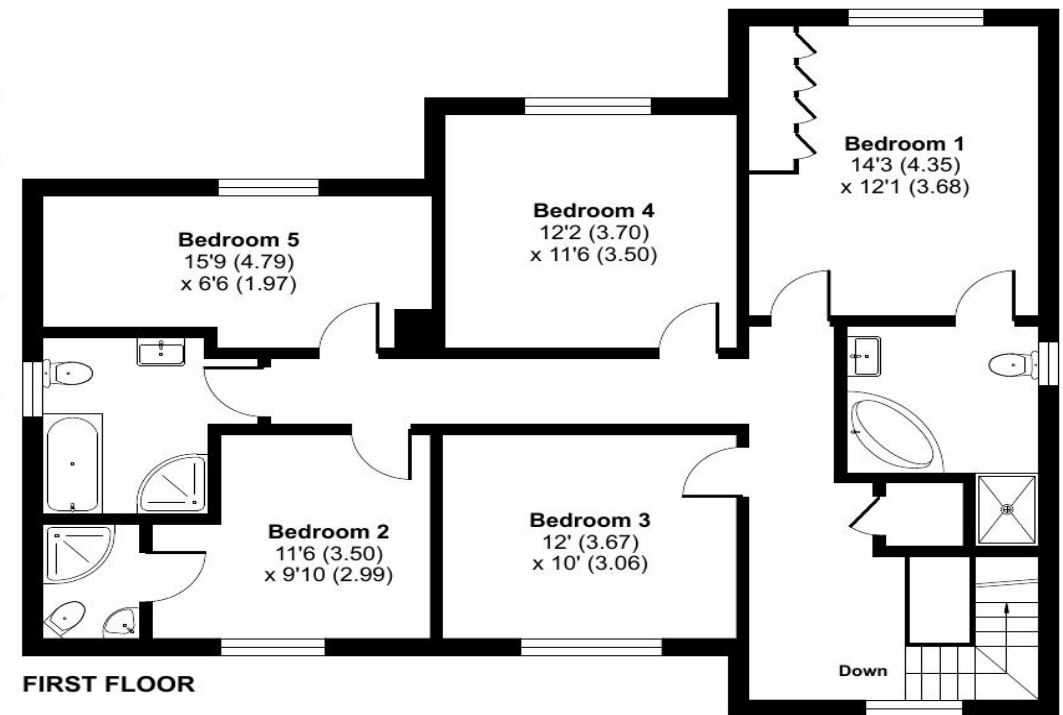 Bedroom 1
14'3 (4.35)
x 12'1 (3.68)
Bedroom 4
12'2 (3.70)
x 11'6 (3.50)
Bedroom 5
15'9 (4.79)
x 6'6 (1.97)
Bedroom 2
11'6 (3.50)
x 9'10 (2.99)
Bedroom 3
12' (3.67)
x 10' (3.06)
Down
FIRST FLOOR